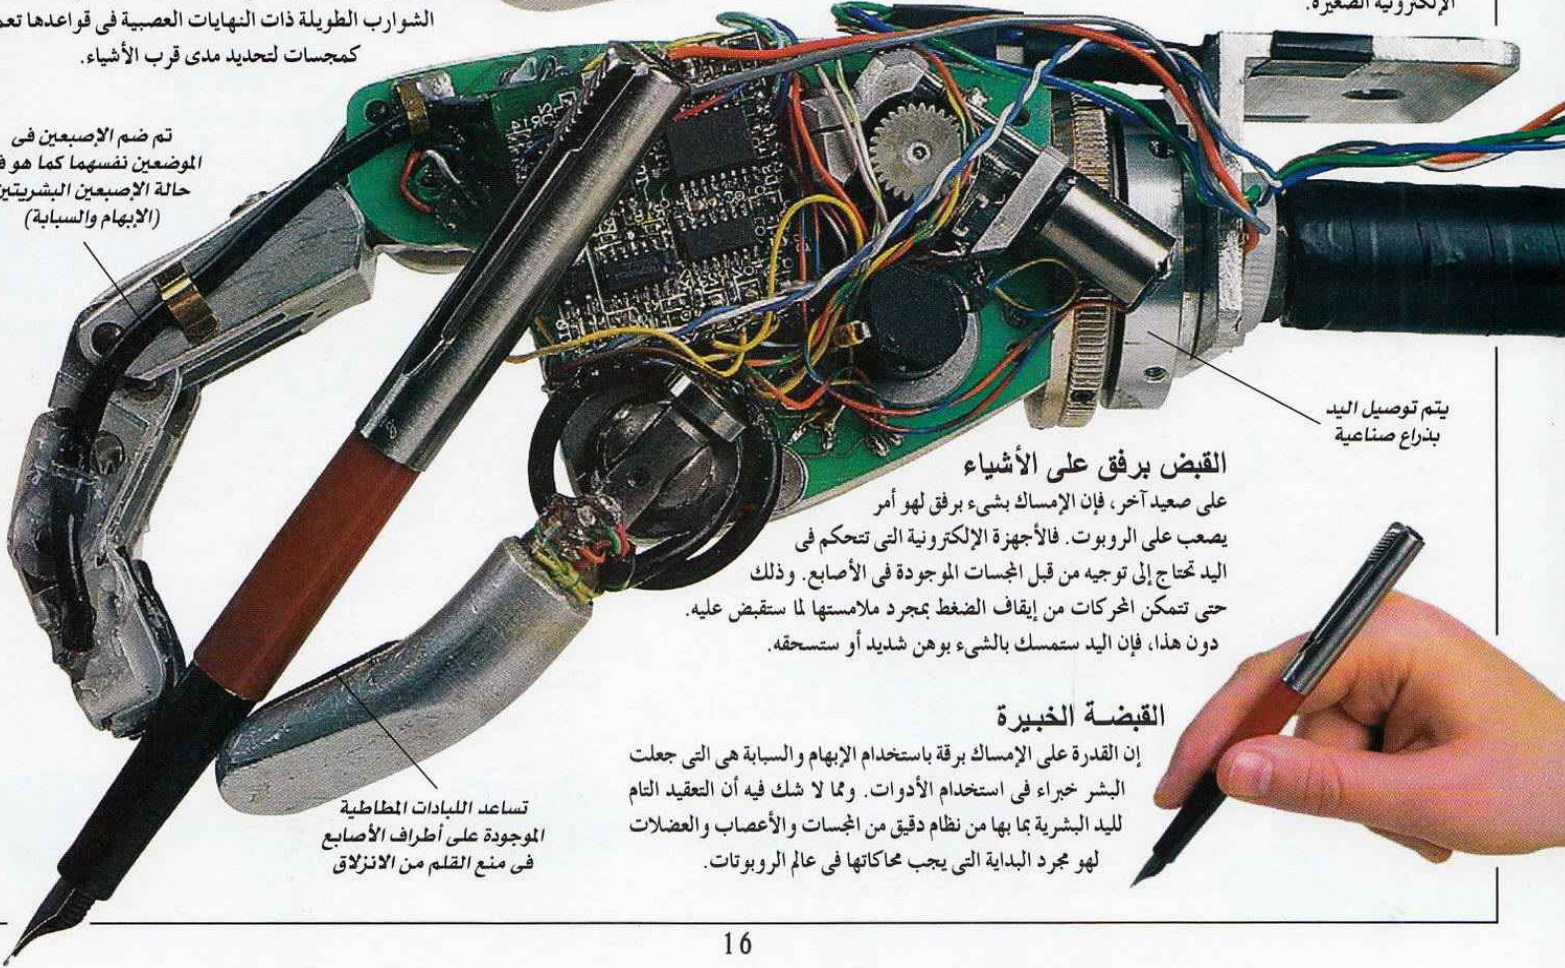 الإلكترونية الصغيرة.
الشوارب الطويلة ذات النهايات العصبية فى قواعدها
كمجسات لتحديد مدى قرب الأشياء.
تم ضم الإصبعين فى
الموضعين نفسهما كما هو
حالة الإصبعين البشريتين
(الإبهام والسبابة)
يتم توصيل اليد
بذراع صناعية
القبض برفق على الأشياء
على صعيد آخر، فإن الإمساك بشىء برفق لهو أمر
يصعب على الروبوت. فالأجهزة الإلكترونية التى تتحكم فى
اليد تحتاج إلى توجيه من قبل المجسات الموجودة فى الأصابع. وذلك
حتى تتمكن المحركات من إيقاف الضغط بمجرد ملامستها لما ستقبض عليه.
دون هذا، فإن اليد ستمسك بالشىء بوهن شديد أو ستسحقه.
القبضــة الخبيرة
إن القدرة على الإمساك برقة باستخدام الإبهام والسبابة هى التى جعلت
البشر خبراء فى استخدام الأدوات. ومما لا شك فيه أن التعقيد التام
لليد البشرية بما بها من نظام دقيق من المجسات والأعصاب والعضلات
لهو مجرد البداية التى يجب محاكاتها فى عالم الروبوتات.
تساعد اللبادات المطاطية
الموجودة على أطراف الأصابع
فى منع القلم من الانزلاق
16